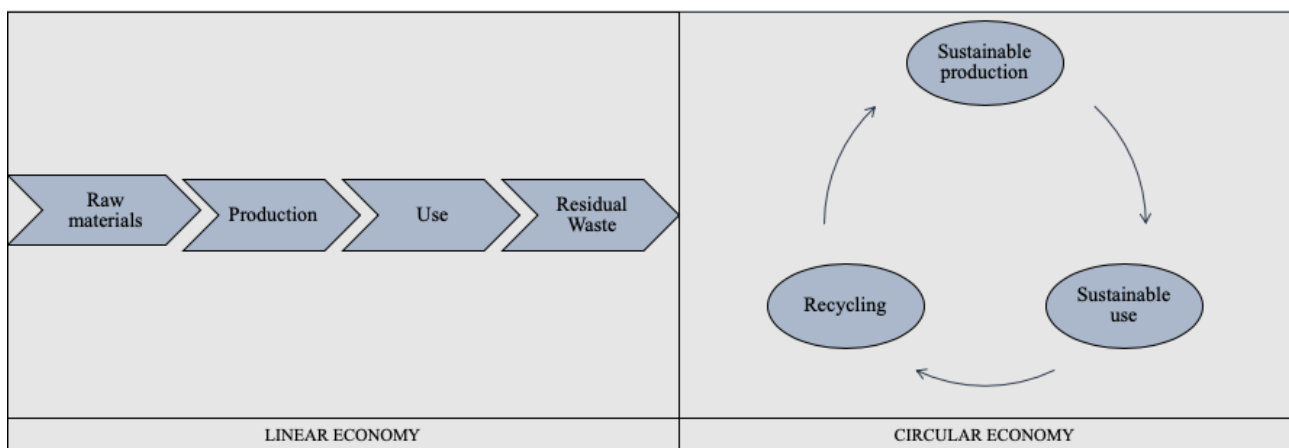 Raw
materials
Production
Use
Residual
Waste
LINEAR ECONOMY
Sustainable
production
Sustainable
use
Recycling
CIRCULAR ECONOMY